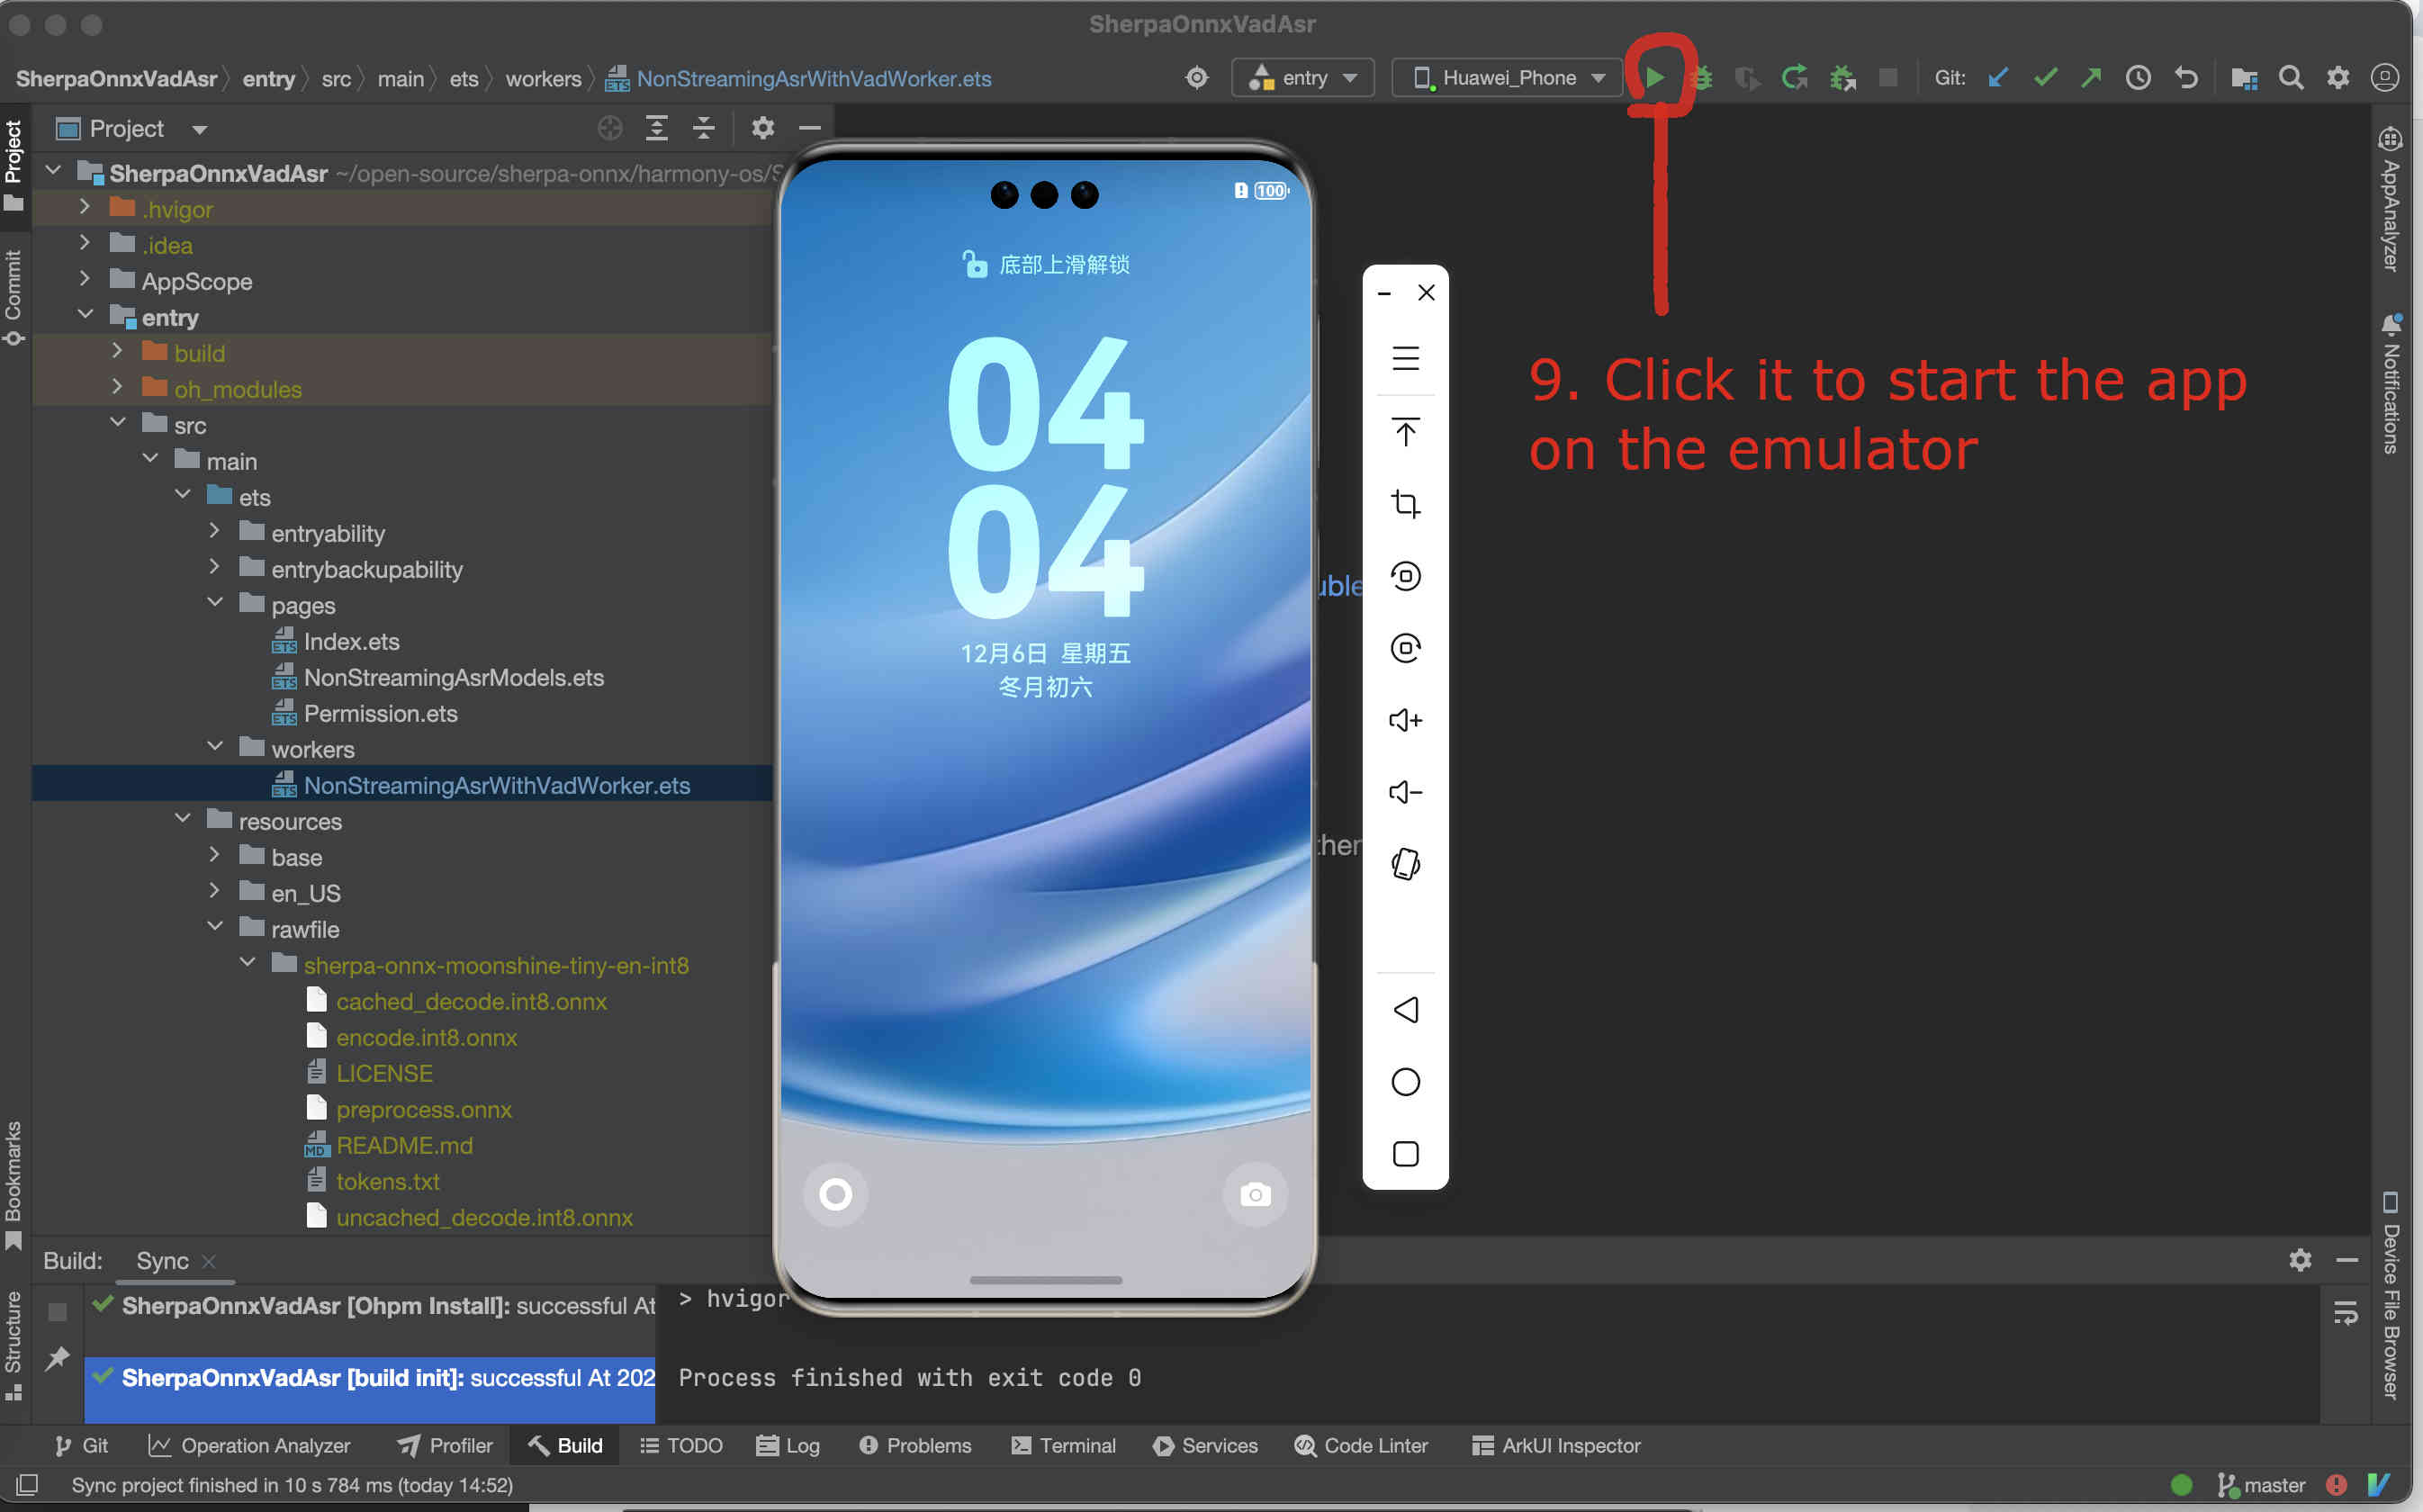 SherpaOnnxVadAsr
SherpaOnnxVadAsr entry src main ets workers NonStreamingAsrWithVadWorker.ets
entry
Huawei_Phone
Git:
Project
Project
SherpaOnnxVadAsr ~/open-source/sherpa-onnx/harmony-os/S
.hvigor
.idea
AppScope
entry
build
oh_modules
src
main
ets
entryability
entrybackupability
pages
Index.ets
NonStreamingAsrModels.ets
Permission.ets
workers
NonStreamingAsrWithVadWorker.ets
resources
base
en_US
rawfile
sherpa-onnx-moonshine-tiny-en-int8
cached_decode.int8.onnx
encode.int8.onnx
LICENSE
preprocess.onnx
README.md
tokens.txt
uncached_decode.int8.onnx
Commit
Bookmarks
Structure
100
底部上滑解锁
04
04
12月6日 星期五
冬月初六
9. Click it to start the app
on the emulator
AppAnalyzer
Notifications
Device File Browser
Build: Sync
SherpaOnnxVadAsr [Ohpm Install]: successful At
SherpaOnnxVadAsr [build init]: successful At 202
> hvigor
Process finished with exit code 0
Git Operation Analyzer Profiler Build TODO Log Problems Terminal Services Code Linter ArkUI Inspector
Sync project finished in 10 s 784 ms (today 14:52)
master